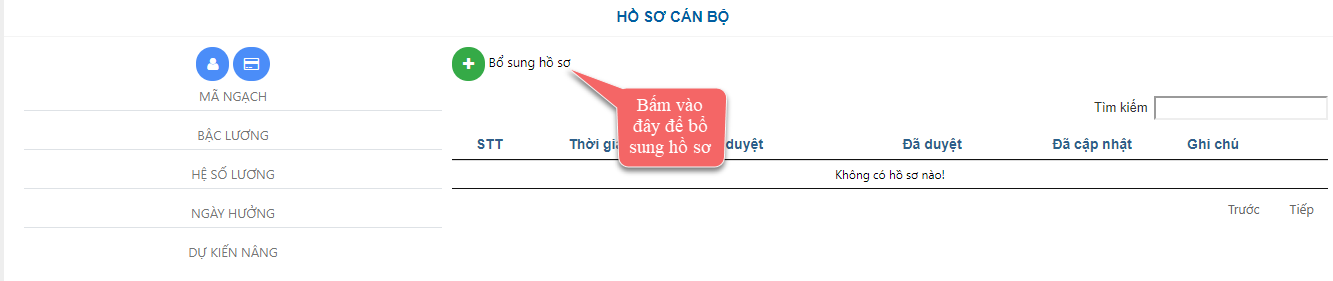 HỒ SƠ CÁN BỘ
Bổ sung hồ sơ
MÃ NGẠCH
BẬC LƯƠNG
HỆ SỐ LƯƠNG
NGÀY HƯỞNG
DỰ KIẾN NÂNG
Bấm vào
đây để bổ
sung hồ sơ
Tìm kiếm
STT Thời duyệt Đã duyệt Đã cập nhật Ghi chú
Không có hồ sơ nào!
Trước Tiếp